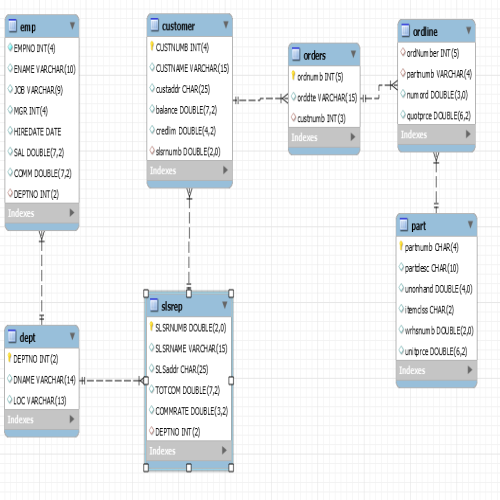 emp
EMPNO INT(4)
ENAME VARCHAR(10)
JOB VARCHAR(9)
MGR INT(4)
HIREDATE DATE
SAL DOUBLE(7,2)
COMM DOUBLE(7,2)
DEPTNO INT(2)
Indexes
customer
CUSTNUMB INT(4)
CUSTNAME VARCHAR(15)
custaddr CHAR(25)
balance DOUBLE(7,2)
credlim DOUBLE(4,2)
slsrnumb DOUBLE(2,0)
Indexes
orders
ordnumb INT(5)
orddte VARCHAR(15)
custnumb INT(3)
Indexes
ordline
ordNumber INT(5)
partnumb VARCHAR(4)
numord DOUBLE(3,0)
quotprce DOUBLE(6,2)
Indexes
part
partnumb CHAR(4)
partdesc CHAR(10)
unonhand DOUBLE(4,0)
itemclss CHAR(2)
wrhsnumb DOUBLE(2,0)
unitprce DOUBLE(6,2)
Indexes
dept
DEPTNO INT(2)
DNAME VARCHAR(14)
LOC VARCHAR(13)
Indexes
slsrep
SLSRNUMB DOUBLE(2,0)
SLSRNAME VARCHAR(15)
SLSaddr CHAR(25)
TOTCOM DOUBLE(7,2)
COMMRATE DOUBLE(3,2)
DEPTNO INT(2)
Indexes